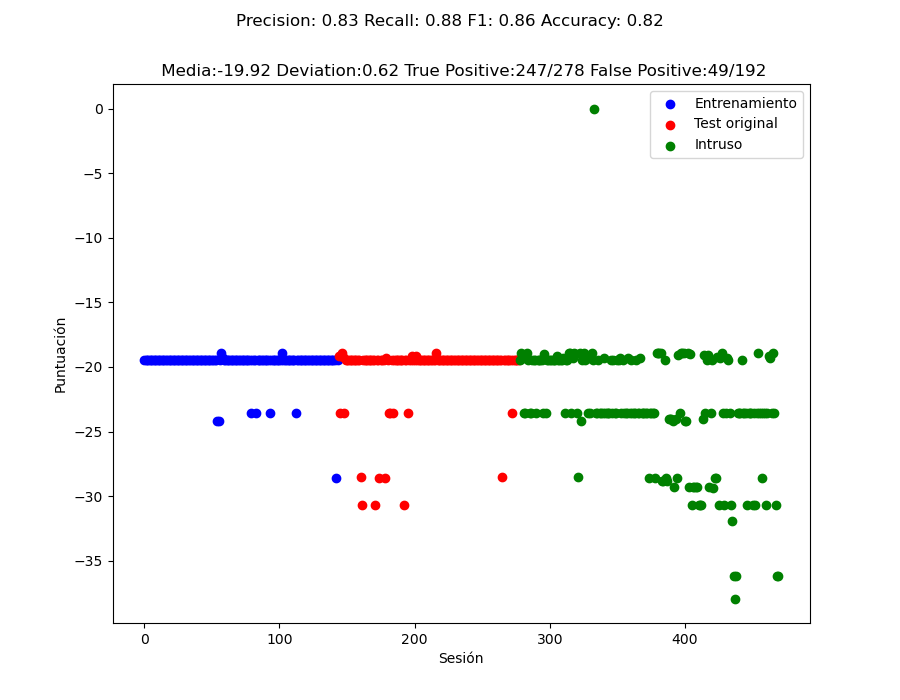 Precision: 0.83 Recall: 0.88 F1: 0.86 Accuracy: 0.82
Media:-19.92 Deviation:0.62 True Positive:247/278 False Positive:49/192
Entrenamiento
Test original
Intruso
0
−5
−10
−15
−20
−25
−30
−35
Puntuación
0 100 200 300 400
Sesión